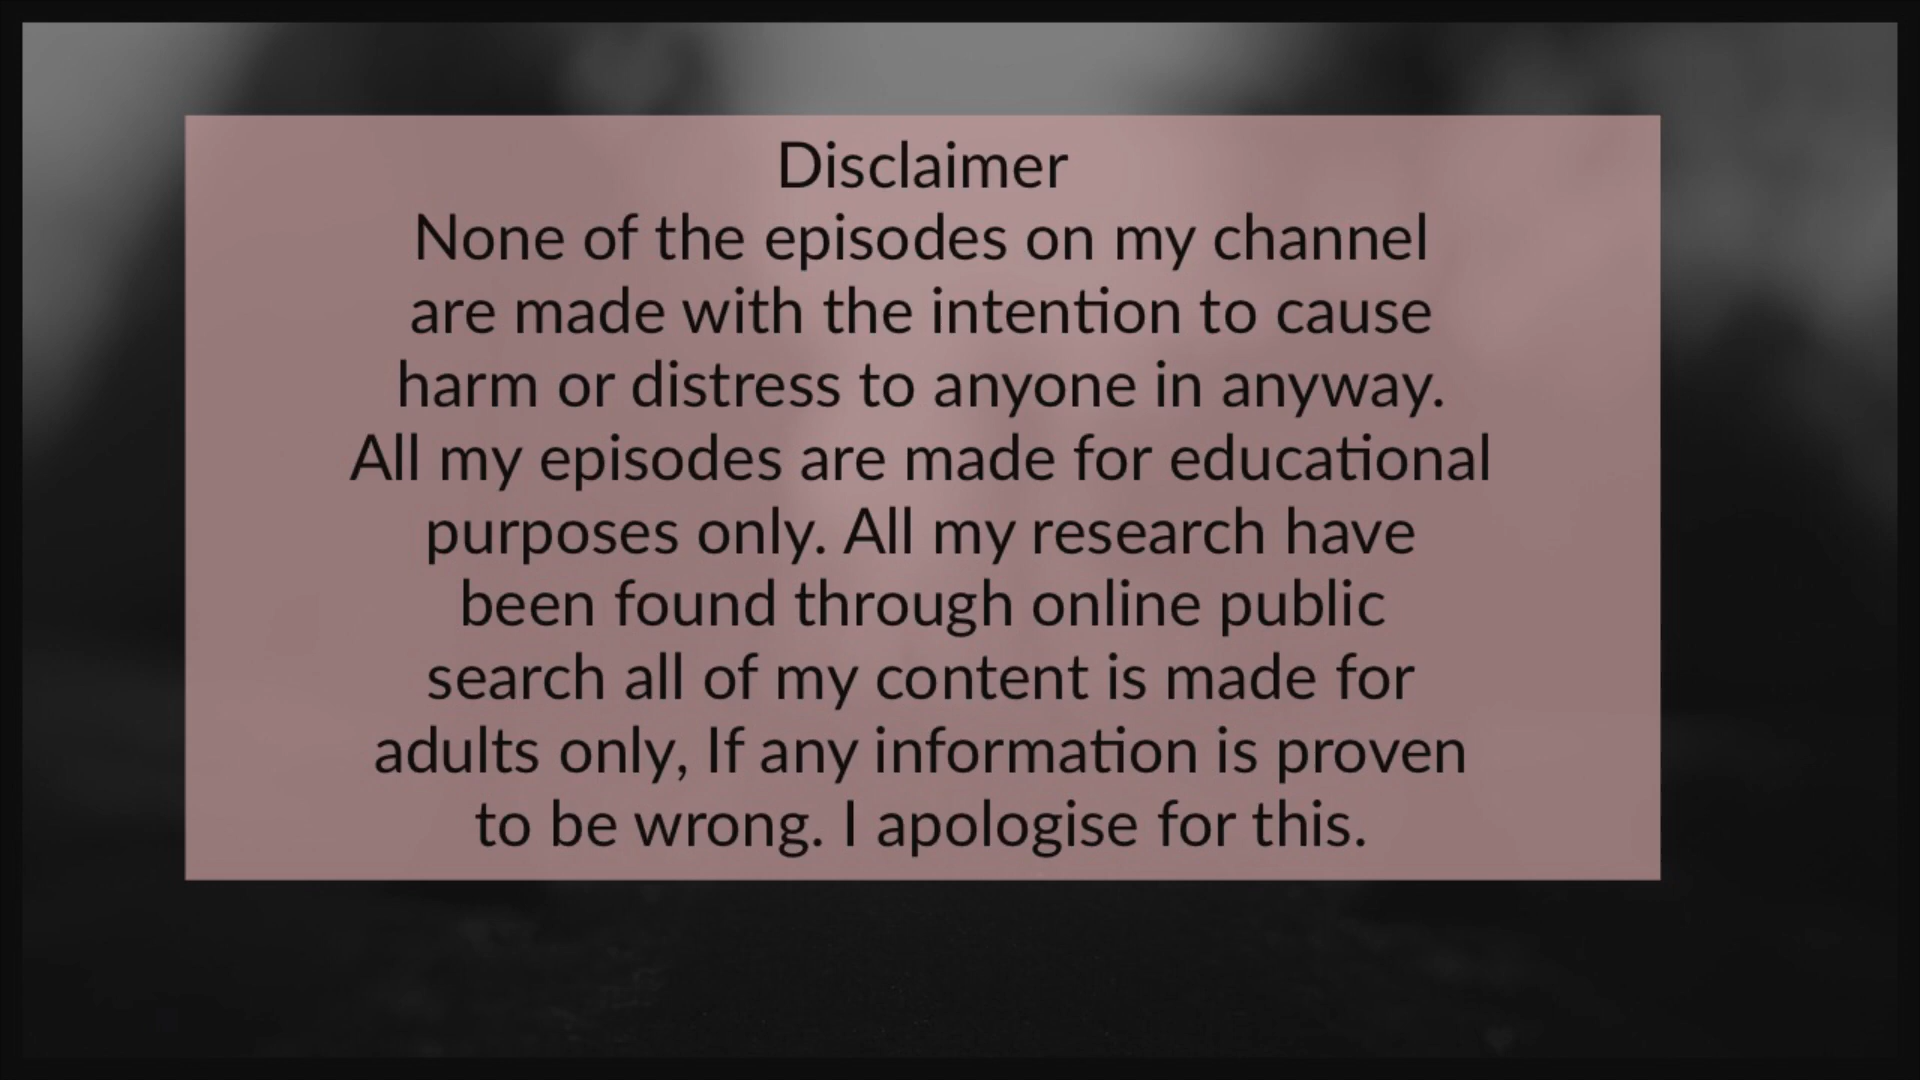 Disclaimer
None of the episodes on my channel
are made with the intention to cause
harm or distress to anyone in anyway.
All my episodes are made for educational
purposes only. All my research have
been found through online public
search all of my content is made for
adults only, If any information is proven
to be wrong. I apologise for this.